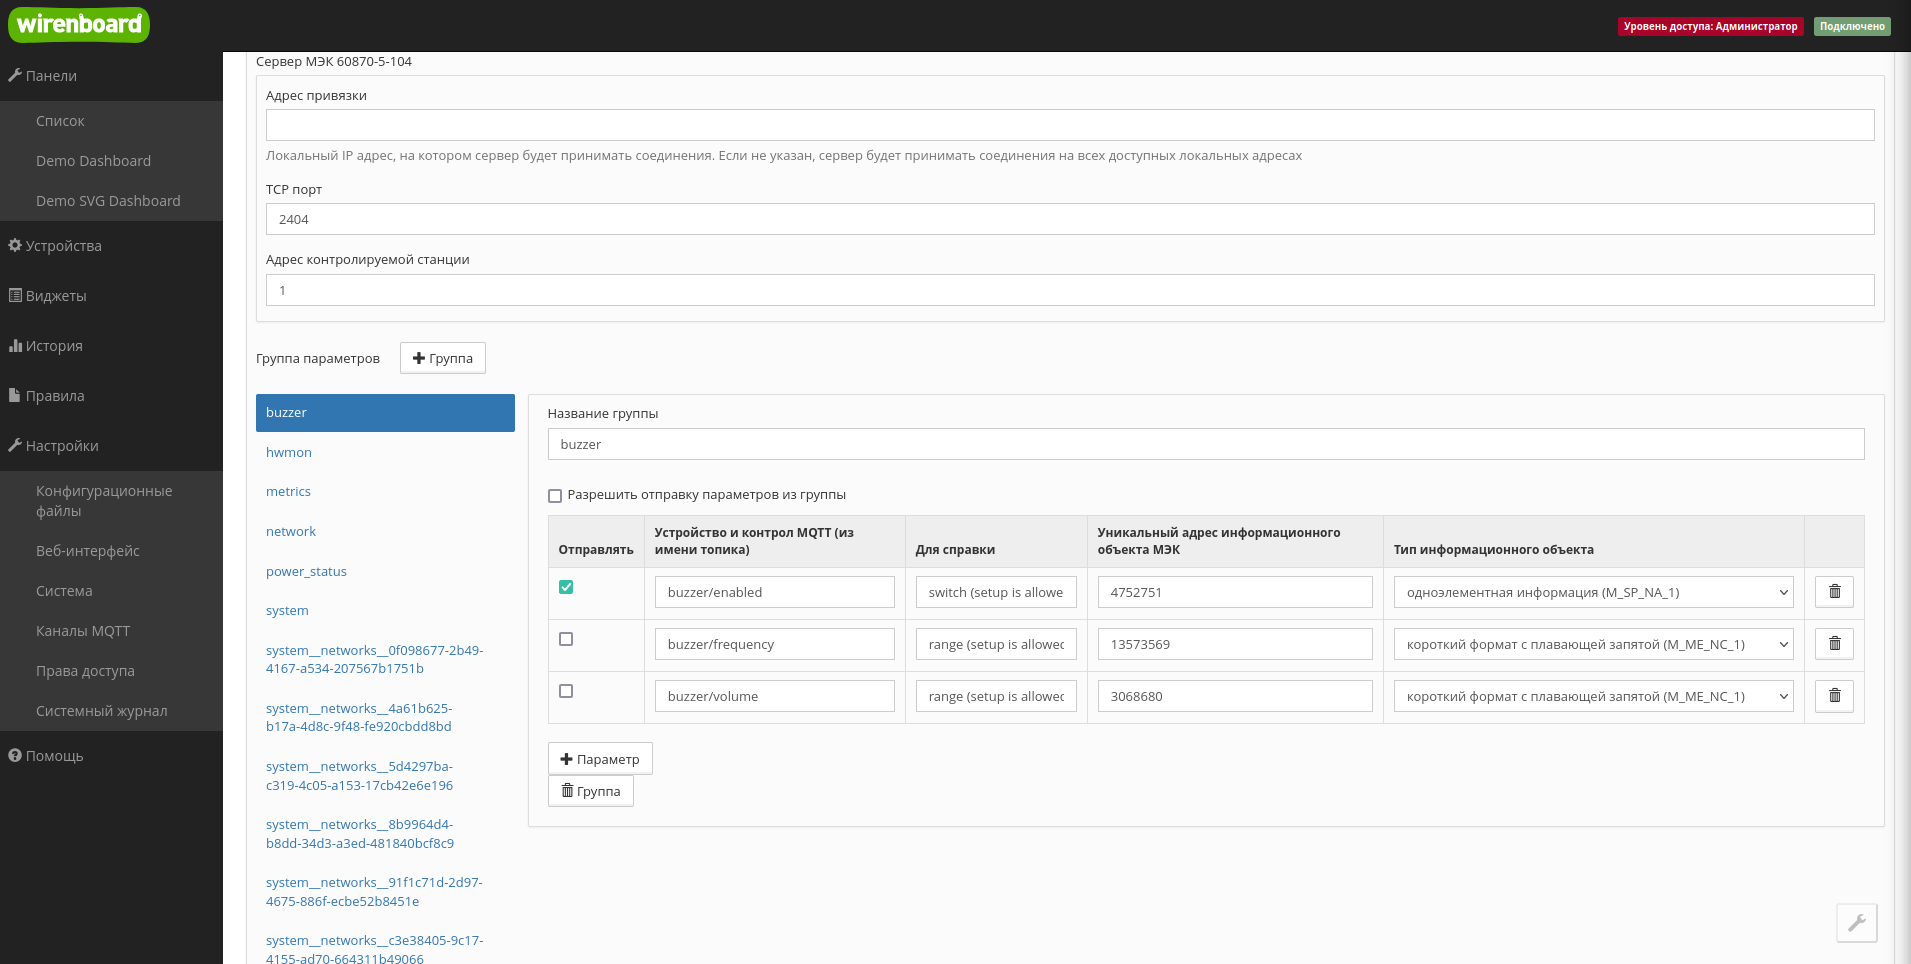 wirenboard
Уровень доступа: Администратор
Подключено
Панели
Список
Demo Dashboard
Demo SVG Dashboard
Устройства
Виджеты
История
Правила
Настройки
Конфигурационные
файлы
Веб-интерфейс
Система
Каналы MQTT
Права доступа
Системный журнал
Помощь
Сервер МЭК 60870-5-104
Адрес привязки
Локальный IP адрес, на котором сервер будет принимать соединения. Если не указан, сервер будет принимать соединения на всех доступных локальных адресах
TCP порт
2404
Адрес контролируемой станции
1
Группа параметров
Группа
buzzer
hwmon
metrics
network
power_status
system
system__networks__0f098677-2b49-
4167-a534-207567b1751b
system__networks__4a61b625-
b17a-4d8c-9f48-fe920cbdd8bd
system__networks__5d4297ba-
c319-4c05-a153-17cb42e6e196
system__networks__8b9964d4-
b8dd-34d3-a3ed-481840bcf8c9
system__networks__91f1c71d-2d97-
4675-886f-ecbe52b8451e
system__networks__c3e38405-9c17-
4155-ad70-664311b49066
Название группы
buzzer
Разрешить отправку параметров из группы
Отправлять
Устройство и контрол MQTT (из
имени топика)
Для справки
Уникальный адрес информационного
объекта МЭК
Тип информационного объекта
buzzer/enabled
switch (setup is allowe
4752751
одноэлементная информация (M_SP_NA_1)
buzzer/frequency
range (setup is allowec
13573569
короткий формат с плавающей запятой (M_ME_NC_1)
buzzer/volume
range (setup is allowec
3068680
короткий формат с плавающей запятой (M_ME_NC_1)
Параметр
Группа